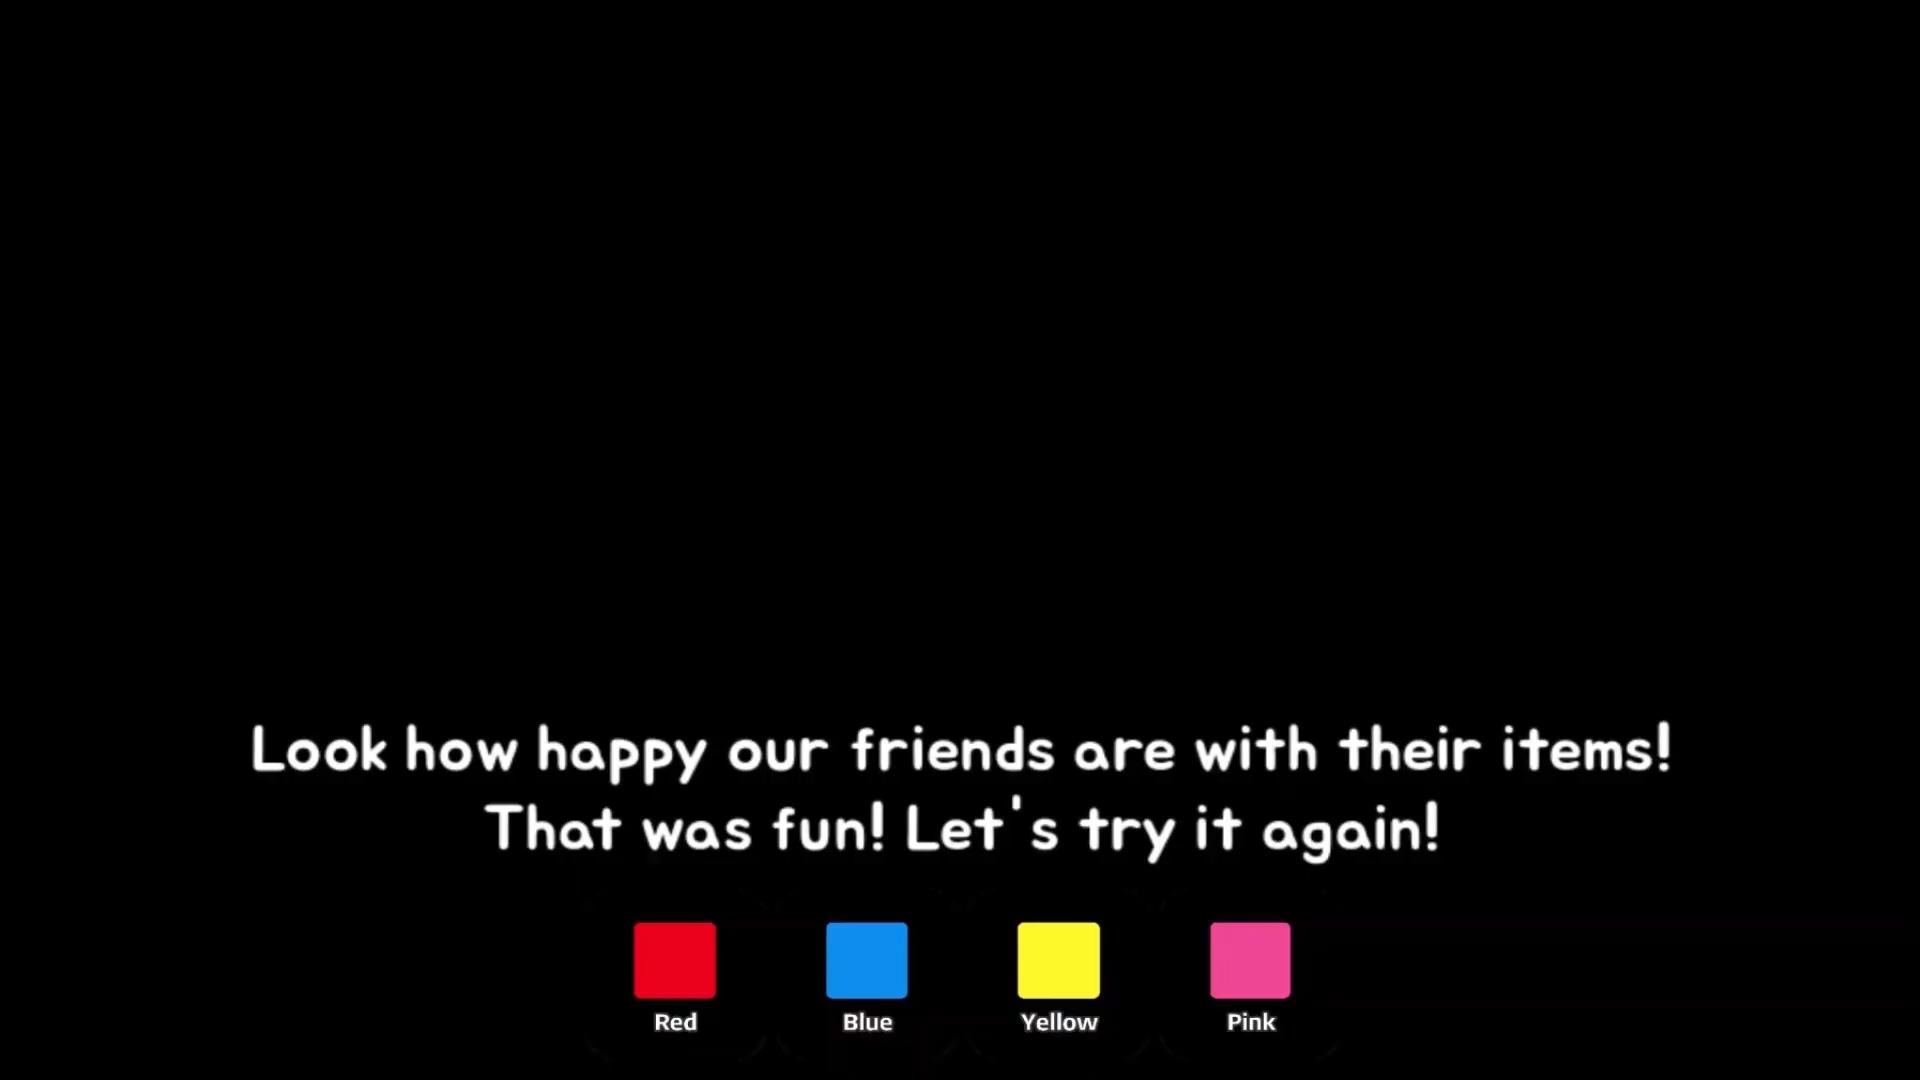 Look how happy our friends are with their items!
That was fun! Let's try it again!
Red Blue Yellow Pink